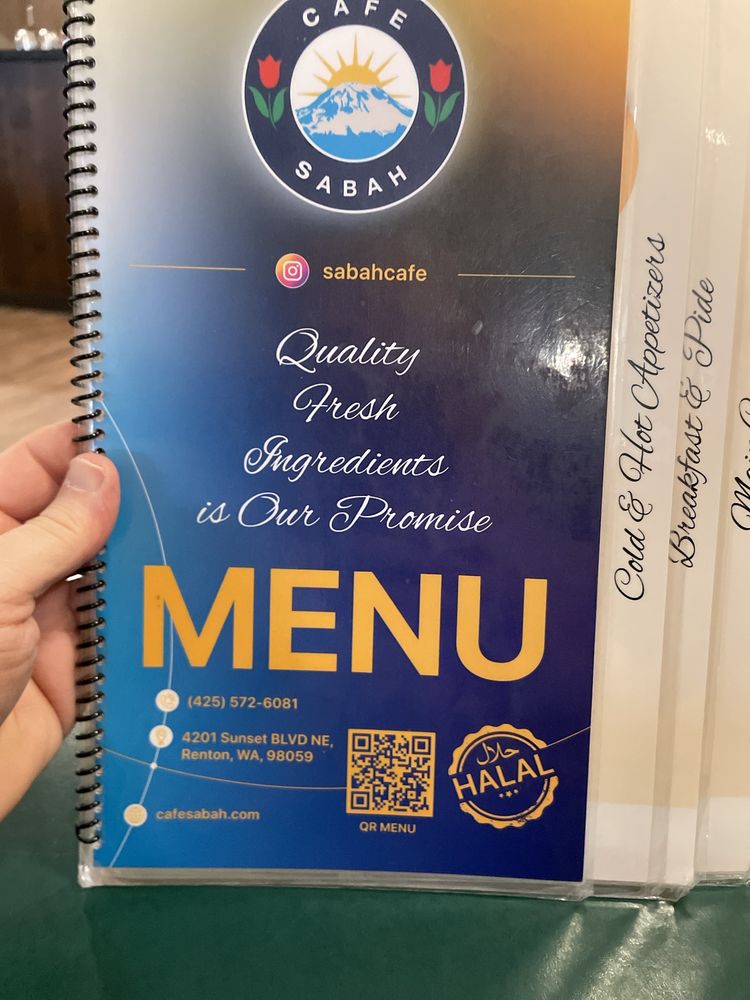 CAFE
SABAH
sabahcafe
Quality
Fresh
Ingredients
is Our Promise
MENU
(425) 572-6081
4201 Sunset BLVD NE,
Renton, WA, 98059
cafesabah.com
QR MENU
حلال
HALAL
Cold & Hot Appetizers
Breakfast & Pide